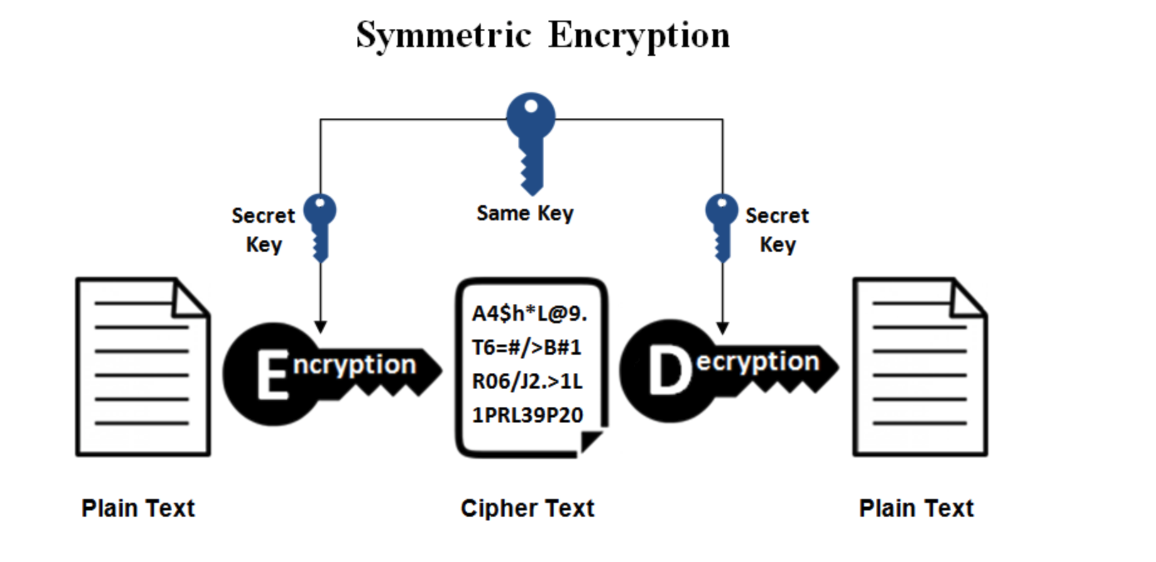 Symmetric Encryption
Same Key
Secret
Key
Secret
Key
Encryption
A4$h*L@9.
T6=#/>B#1
R06/J2.>1L
1PRL39P20
Decryption
Plain Text
Cipher Text
Plain Text